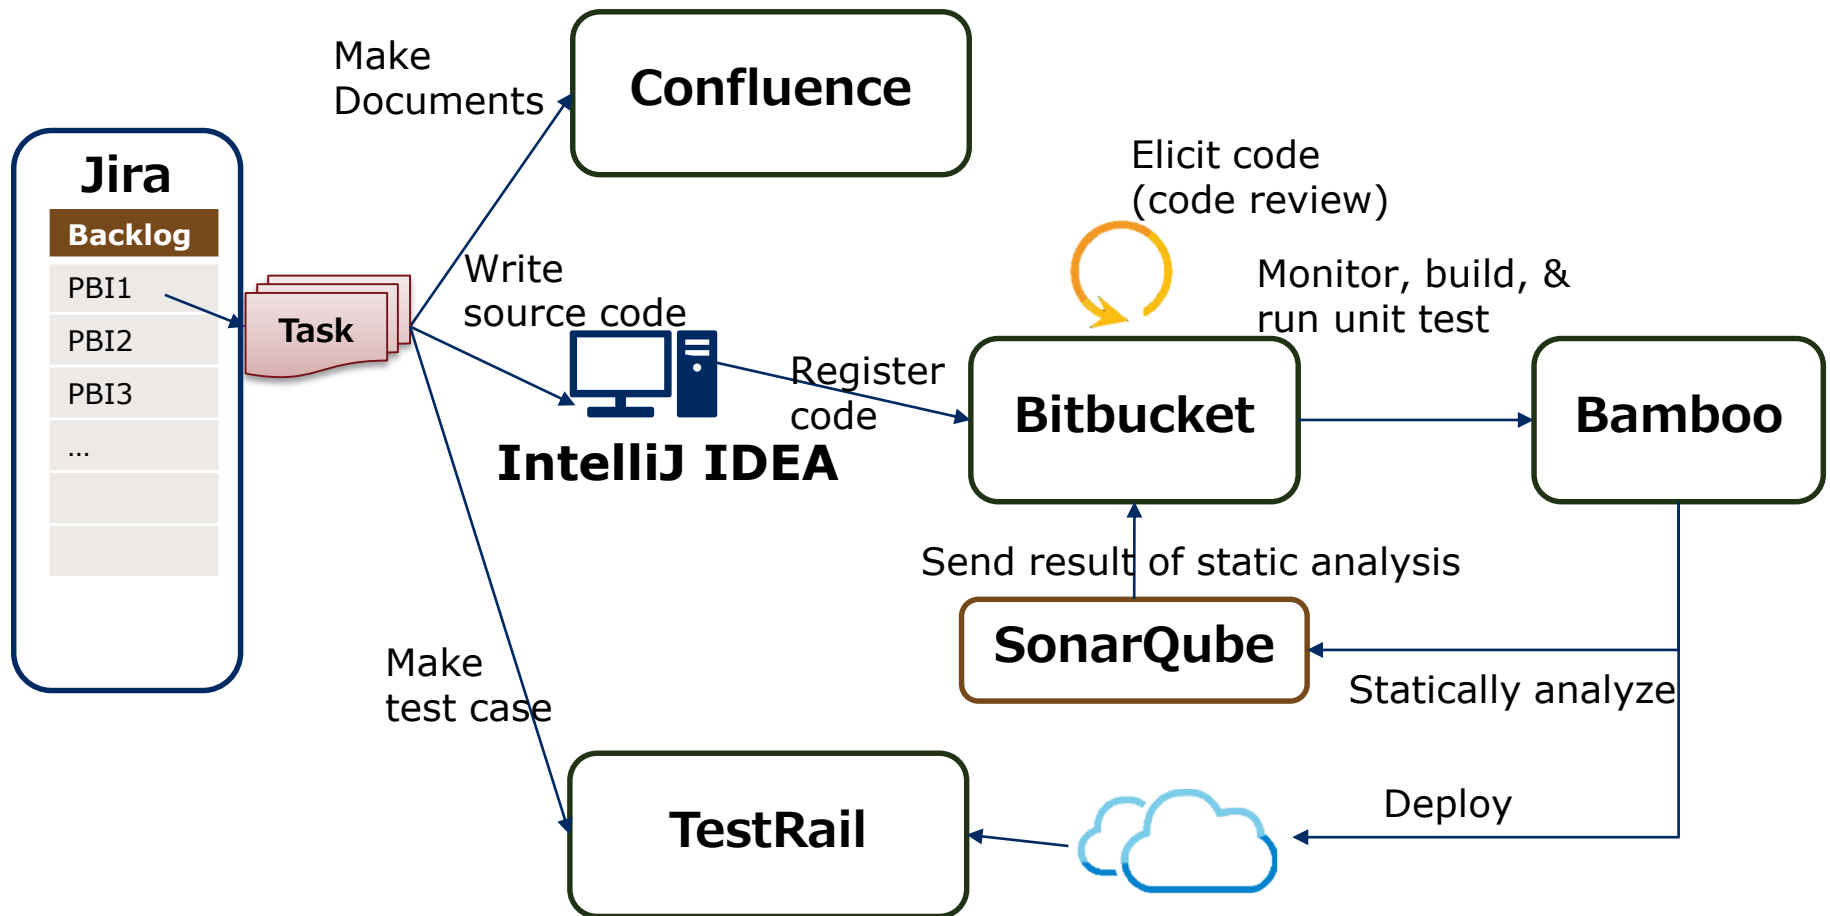 Make
Documents
Confluence
Jira
Backlog
PBI1
PBI2
PBI3
...
Task
Write
source code
IntelliJ IDEA
Register
code
Elicit code
(code review)
Monitor, build, &
run unit test
Bitbucket
Bamboo
Send result of static analysis
SonarQube
Statically analyze
Make
test case
TestRail
Deploy